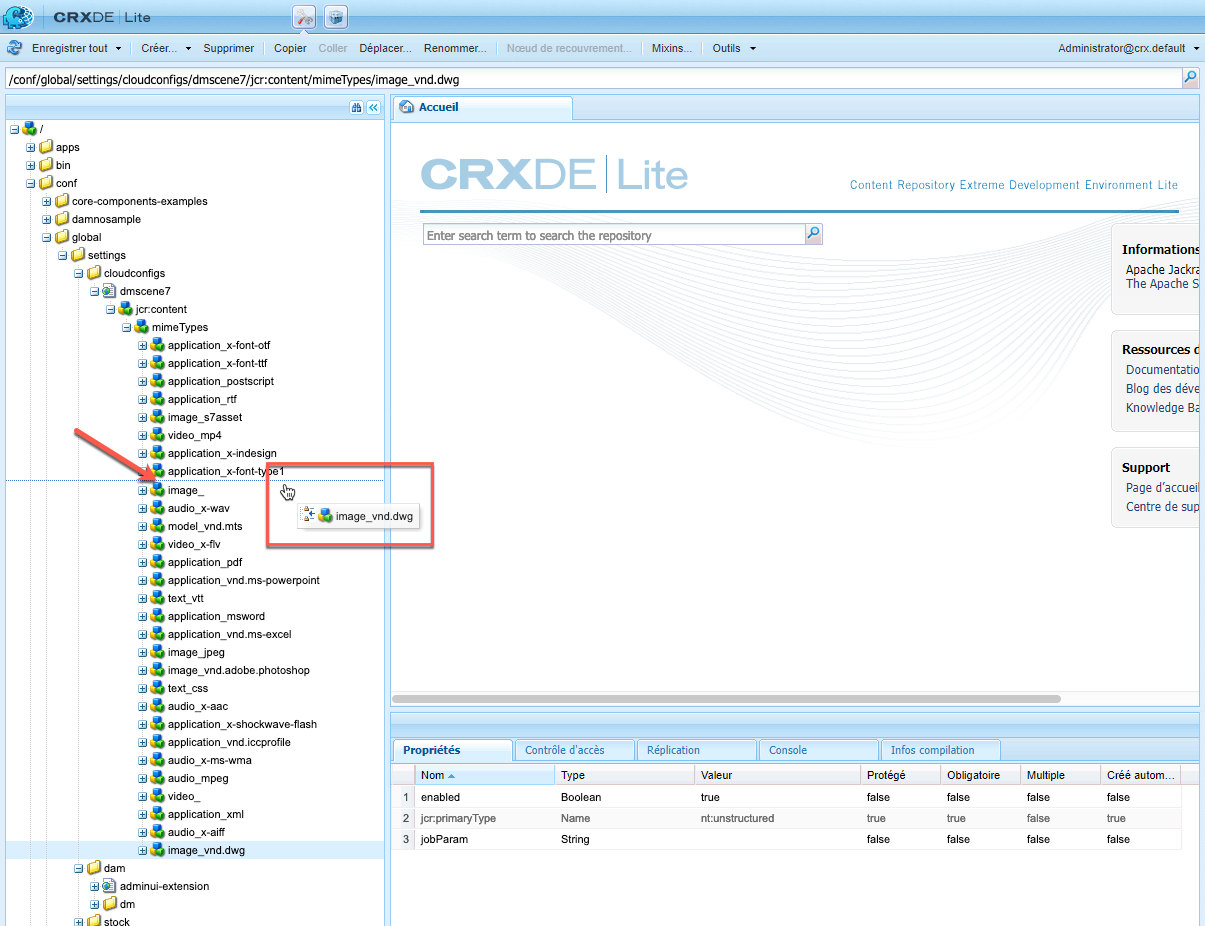 CRXDE | Lite
Enregistrer tout Créer... Supprimer Copier Coller Déplacer... Renommer... Nœud de recouvrement... Mixins... Outils Administrator@crx.default
/conf/global/settings/cloudconfigs/dmscene7/jcr:content/mimeTypes/image_vnd.dwg
/
apps
bin
conf
core-components-examples
damnosample
global
settings
cloudconfigs
dmscene7
jcr:content
mimeTypes
application_x-font-otf
application_x-font-ttf
application_postscript
application_rtf
image_s7asset
video_mp4
application_x-indesign
application_x-font-type1
image_
audio_x-wav
model_vnd.mts
video_x-flv
application_pdf
application_vnd.ms-powerpoint
text_vtt
application_msword
application_vnd.ms-excel
image_jpeg
image_vnd.adobe.photoshop
text_css
audio_x-aac
application_x-shockwave-flash
application_vnd.iccprofile
audio_x-ms-wma
audio_mpeg
video_
application_xml
audio_x-aiff
image_vnd.dwg
dam
adminui-extension
dm
stock
image_vnd.dwg
Accueil
CRXDE | Lite
Content Repository Extreme Development Environment Lite
Enter search term to search the repository
Informations
Apache Jackra
The Apache S
Ressources d
Documentatio
Blog des déve
Knowledge Ba
Support
Page d'accueil
Centre de sup
Propriétés Contrôle d'accès Réplication Console Infos compilation
Nom Type Valeur Protégé Obligatoire Multiple Créé autom...
1 enabled Boolean true false false false false
2 jcr:primaryType Name nt:unstructured true true false true
3 jobParam String false false false false